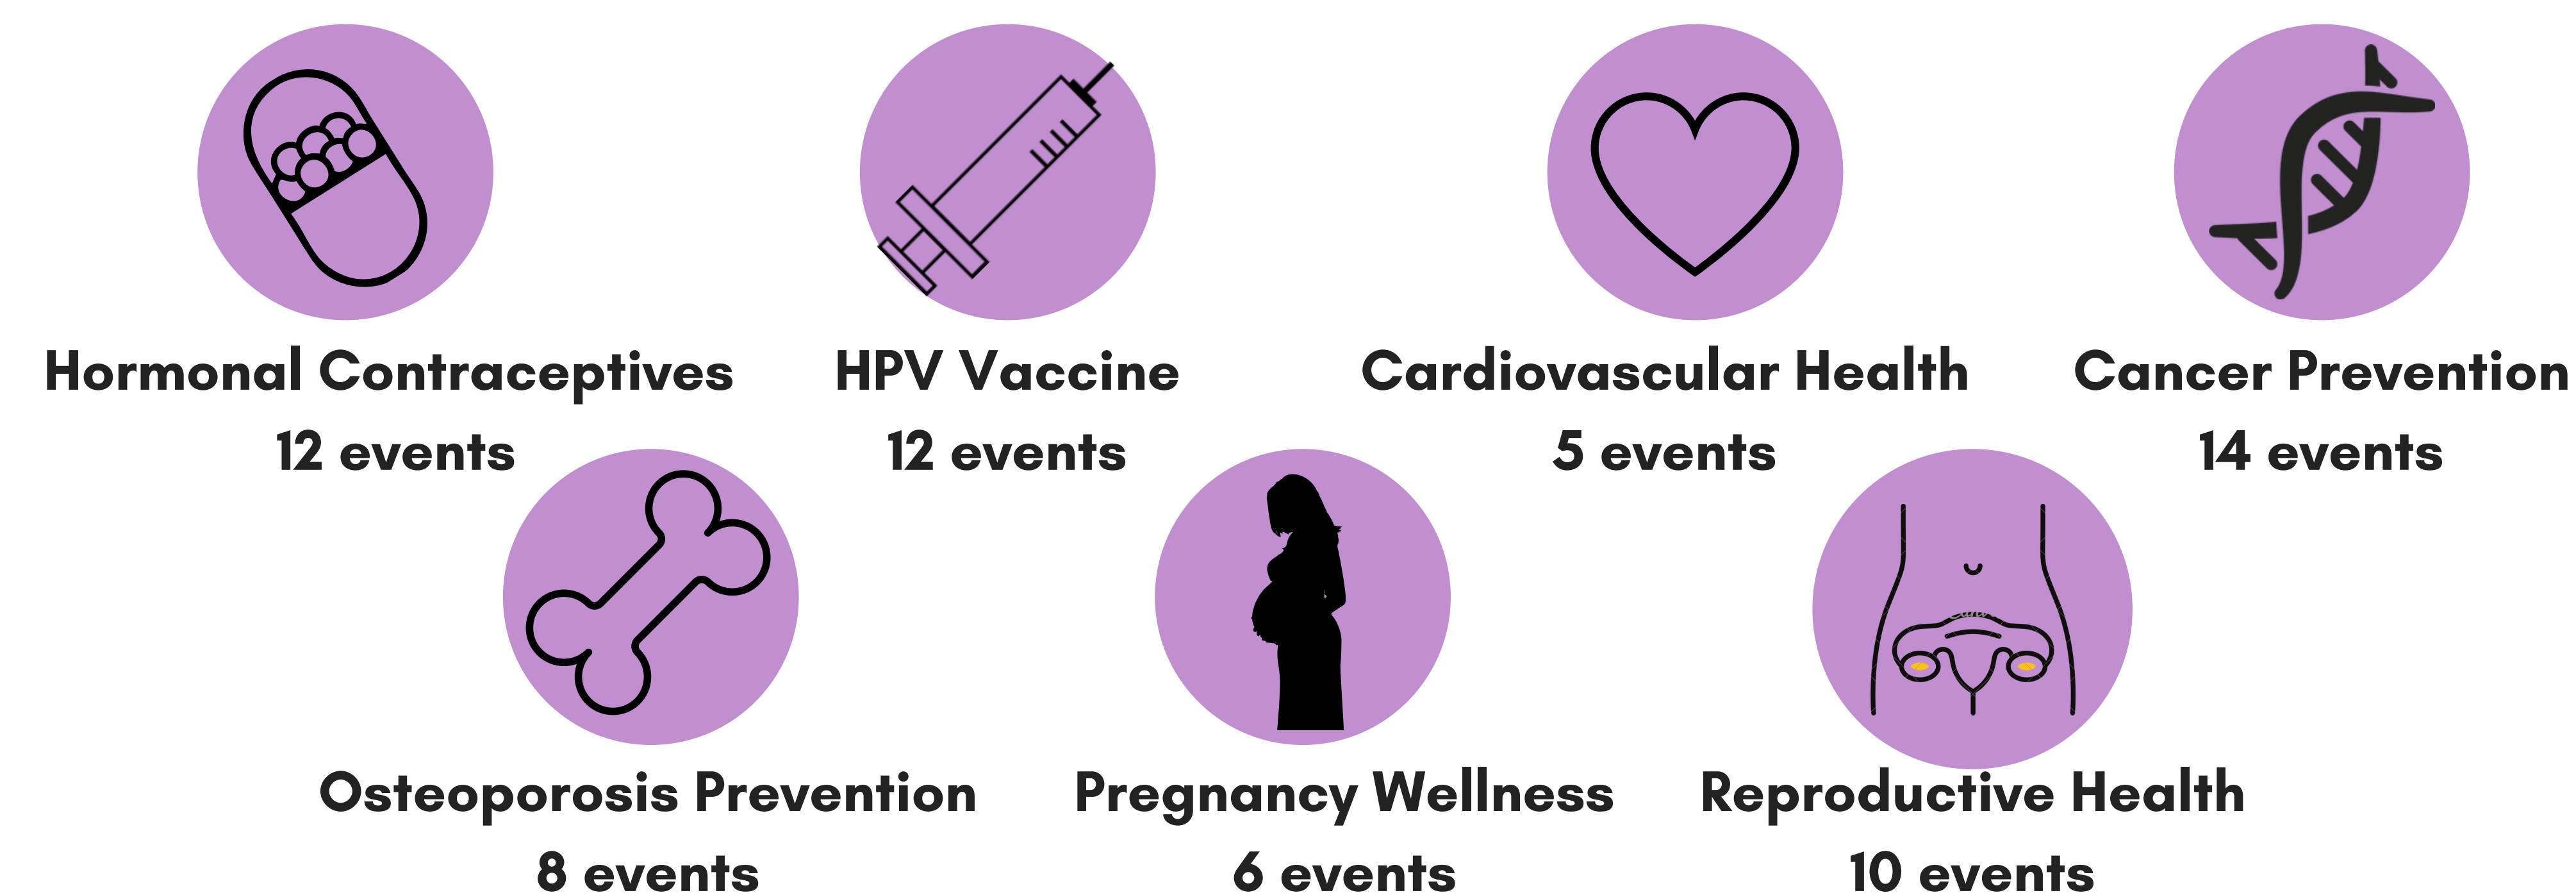 Hormonal Contraceptives
12 events
HPV Vaccine
12 events
Cardiovascular Health
5 events
Cancer Prevention
14 events
Osteoporosis Prevention
8 events
Pregnancy Wellness
6 events
Reproductive Health
10 events